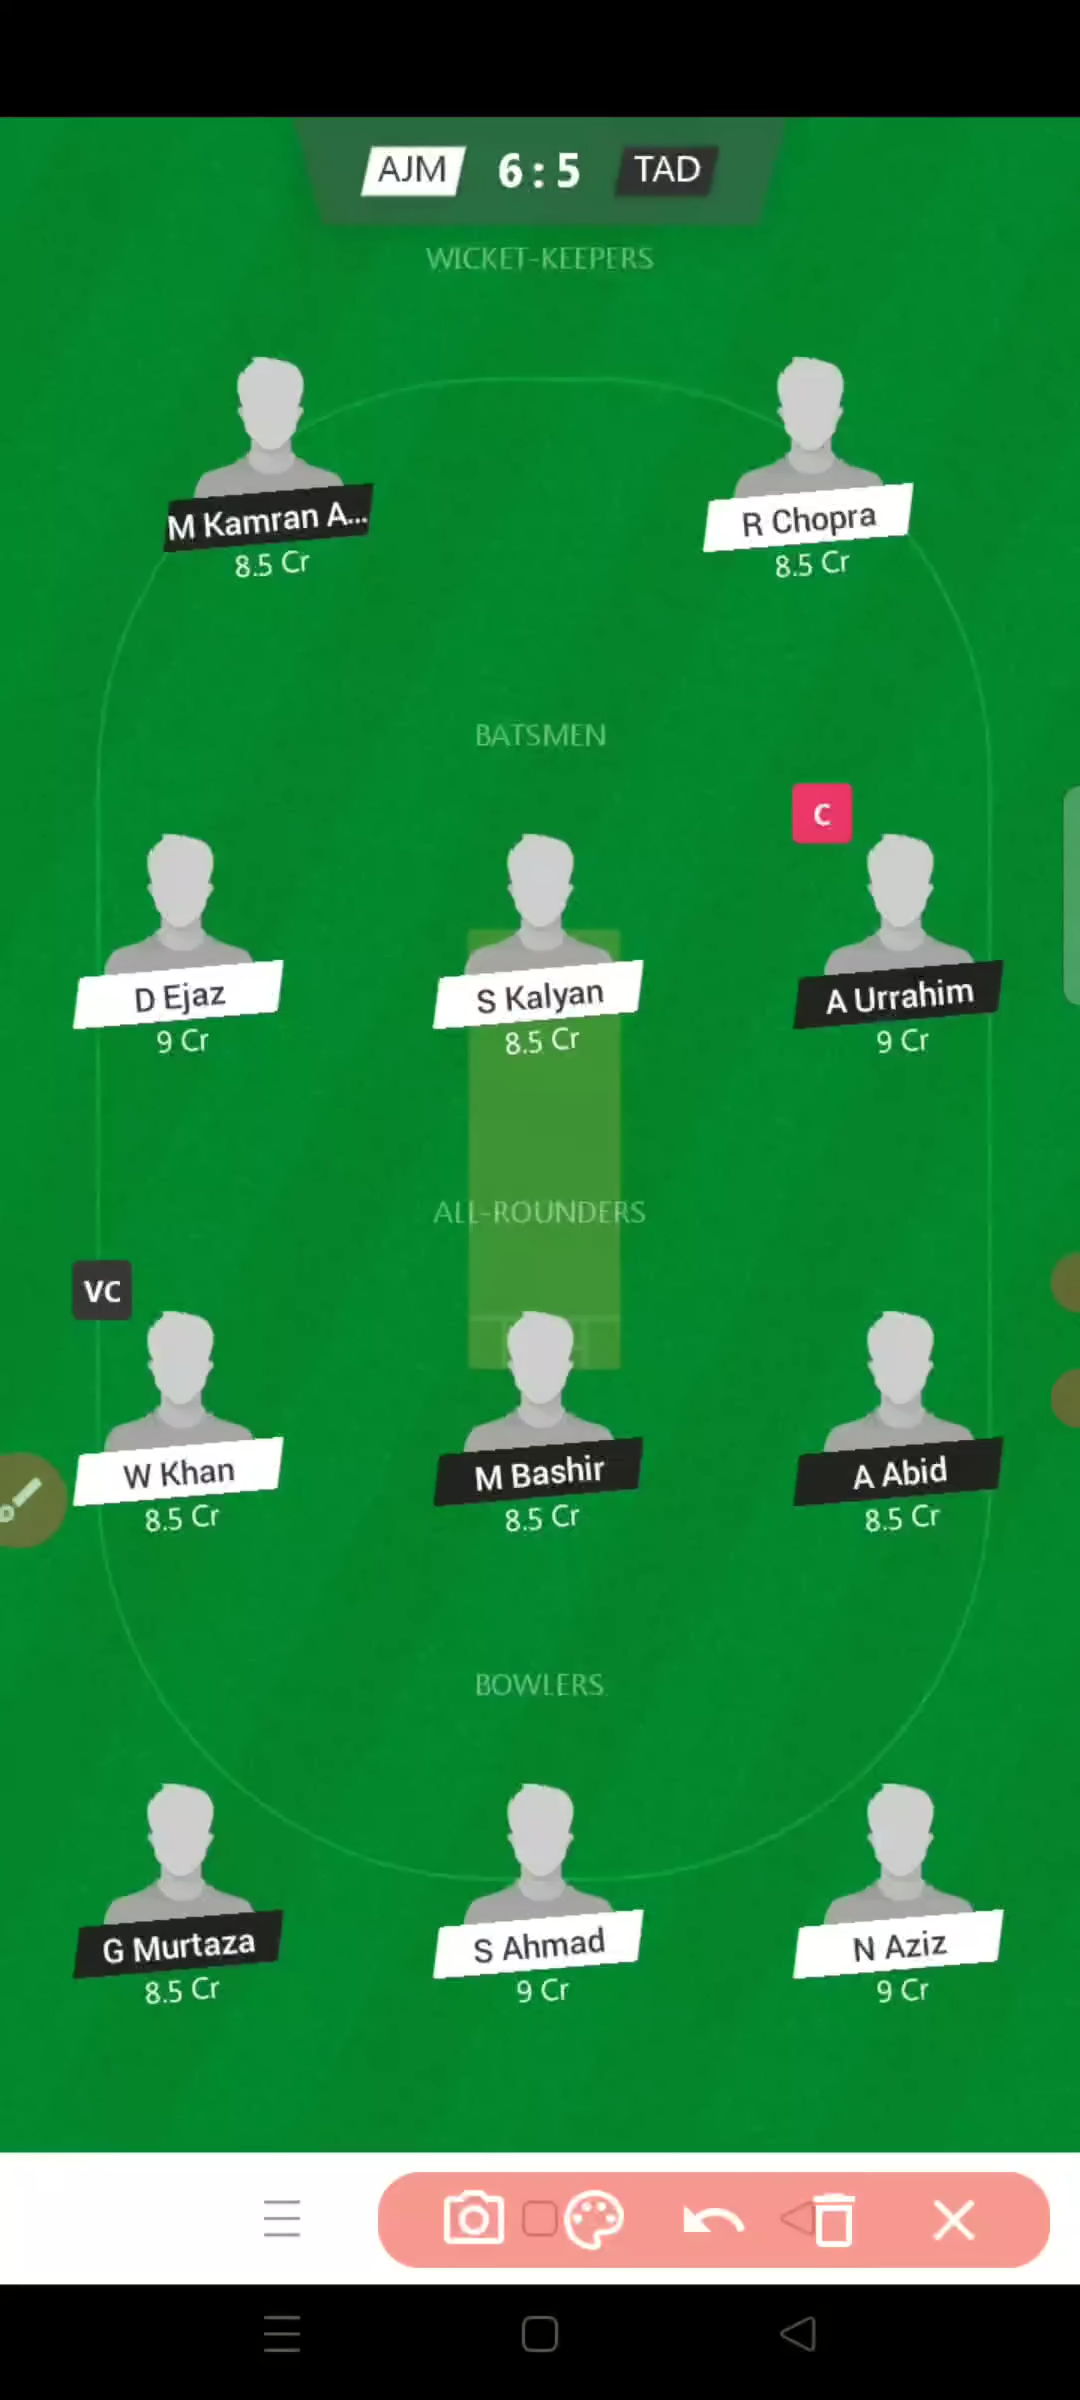 AJM 6:5 TAD
WICKET-KEEPERS
M Kamran A... R Chopra
8.5 Cr 8.5 Cr
BATSMEN
C
D Ejaz S Kalyan A Urrahim
9 Cr 8.5 Cr 9 Cr
ALL-ROUNDERS
VC
W Khan M Bashir A Abid
8.5 Cr 8.5 Cr 8.5 Cr
BOWLERS
G Murtaza S Ahmad N Aziz
8.5 Cr 9 Cr 9 Cr